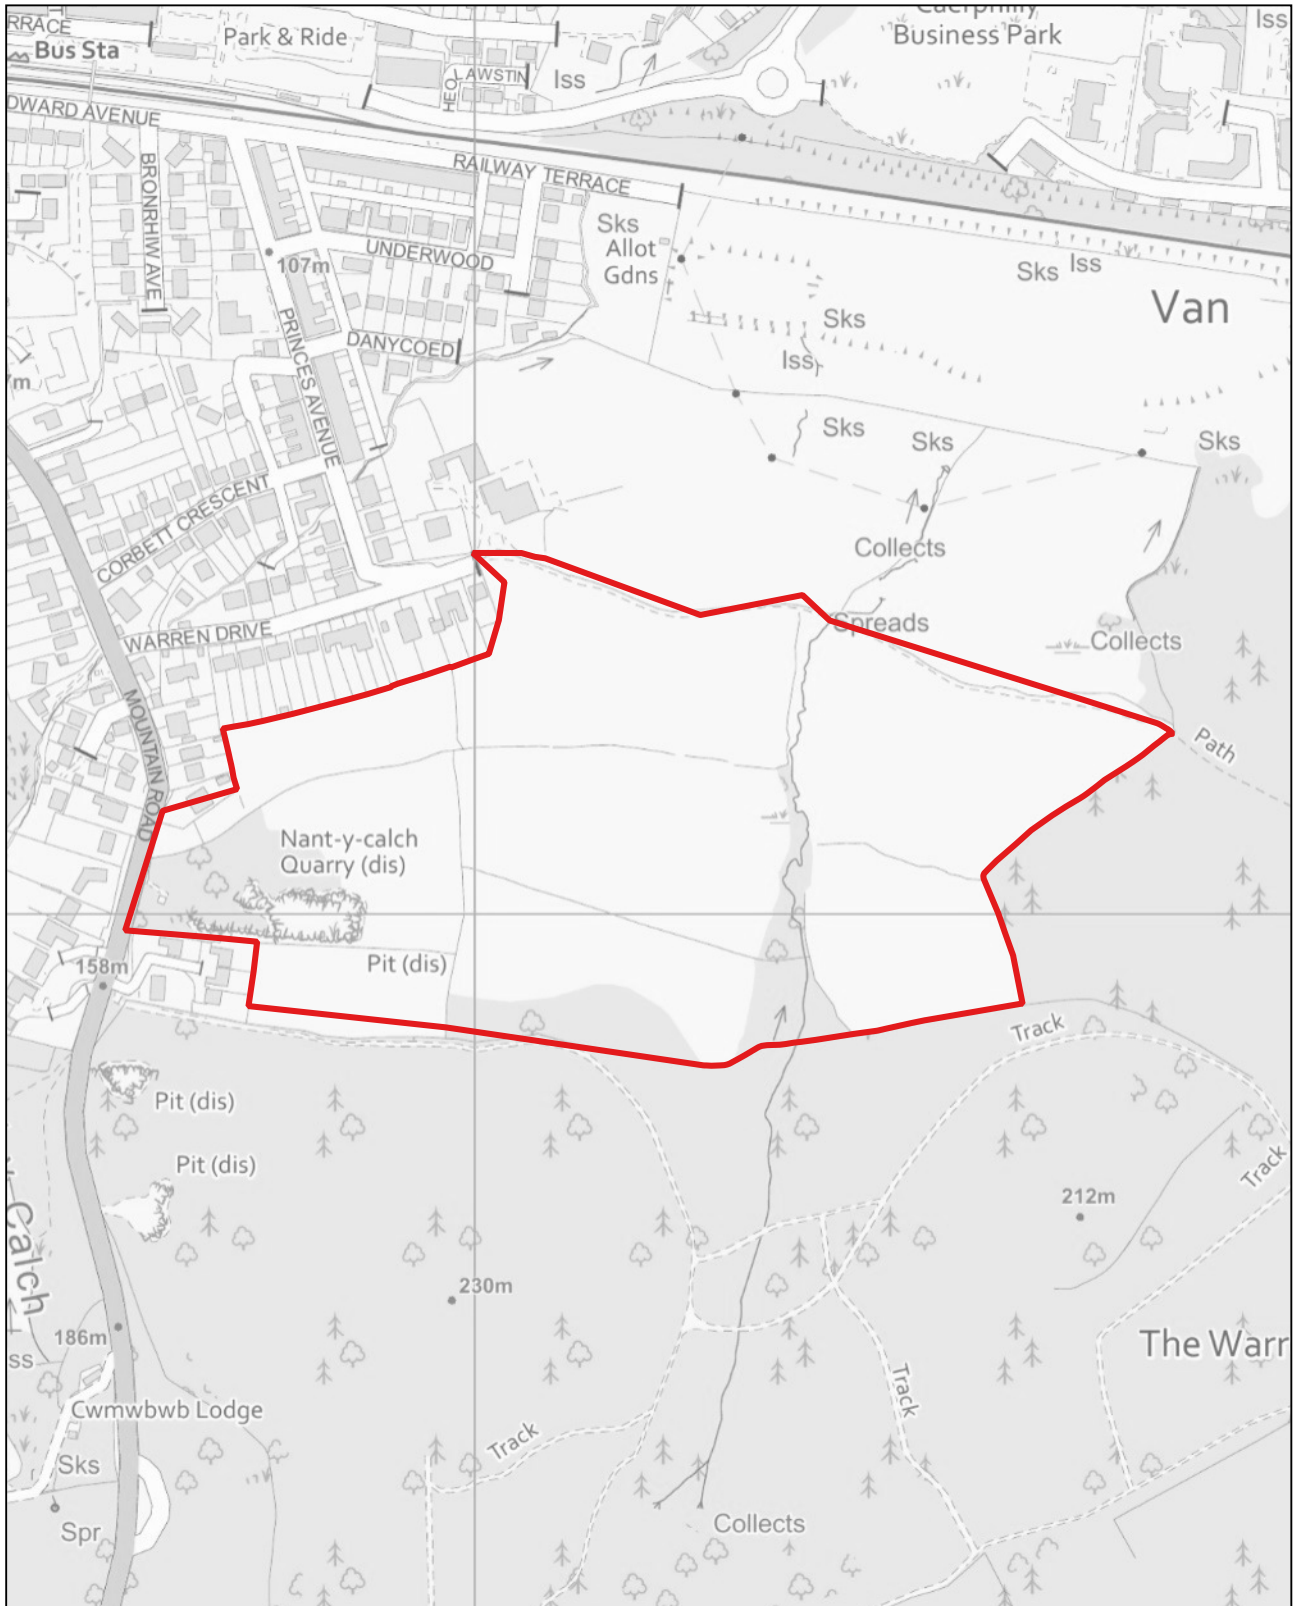 RRACE
Bus Sta
Park & Ride
HEOL
LAWSTIN
Iss
Business Park
Iss
DWARD AVENUE
BRONRHIW AVE
RAILWAY TERRACE
Sks
Allot
Gdns
UNDERWOOD
107m
Sks
Iss
Van
PRINCES AVENUE
DANYCOED
Sks
Iss
Sks
Sks
Sks
CORBETT CRESCENT
Collects
WARREN DRIVE
Spreads
Collects
MOUNTAIN ROAD
Path
Nant-y-calch
Quarry (dis)
Pit (dis)
158m
Track
Pit (dis)
Pit (dis)
Track
212m
Calch
230m
186m
The Warr
ss
Track
Cwmwbwb Lodge
Track
Sks
Spr
Collects